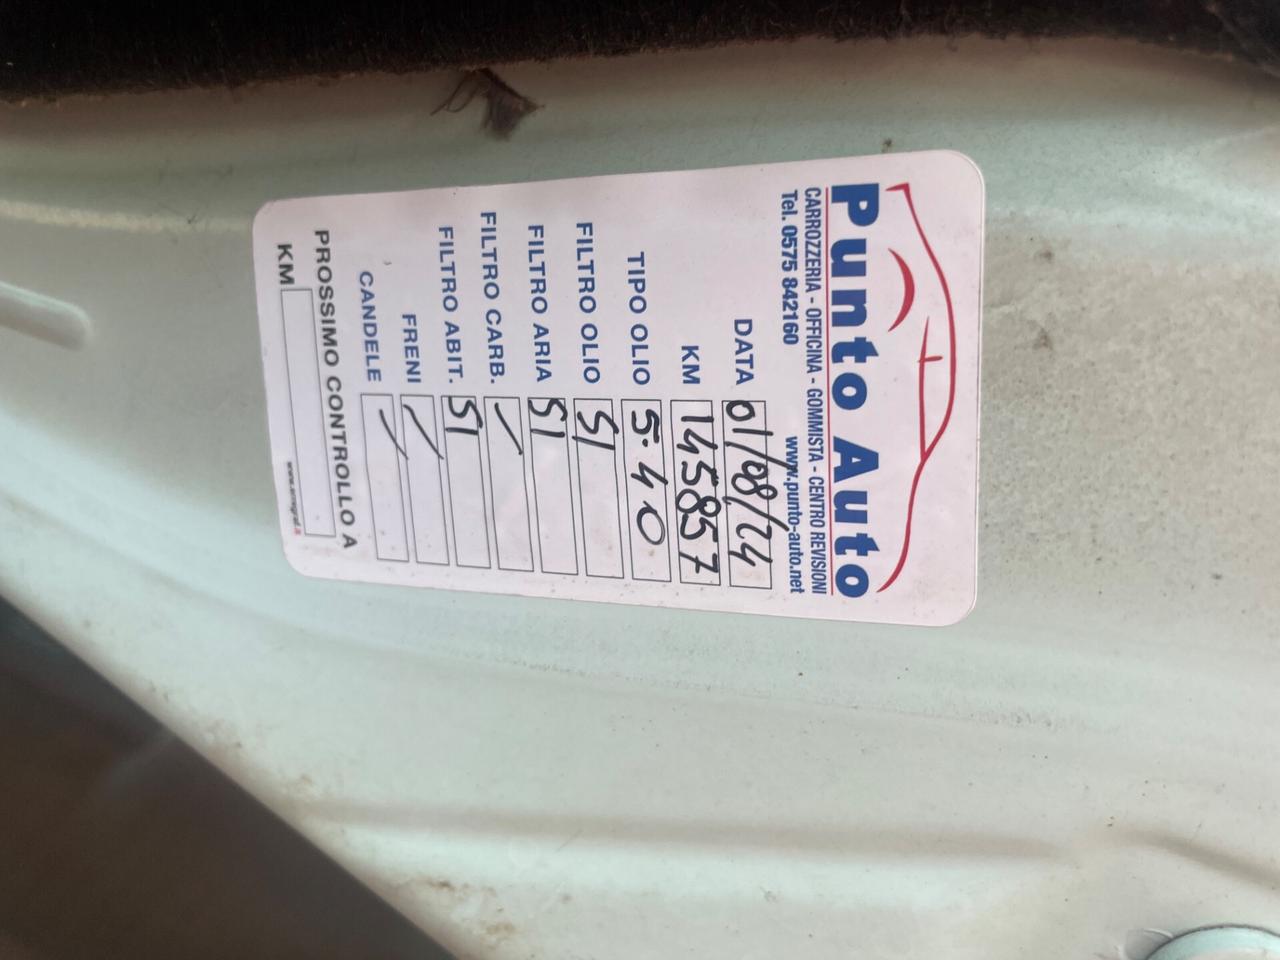 Punto Auto
CARROZZERIA - OFFICINA - GOMMISTA - CENTRO REVISIONI
Tel. 0575 842160 www.punto-auto.net
DATA 01/08/24
KM 145857
TIPO OLIO 5.40
FILTRO OLIO SI
FILTRO ARIA SI
FILTRO CARB. /
FILTRO ABIT. SI
FRENI /
CANDELE /
PROSSIMO CONTROLLO A
KM